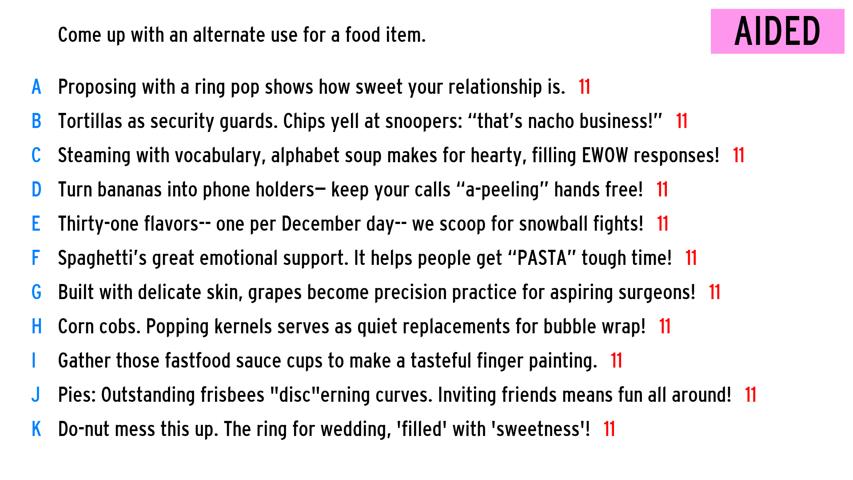 Come up with an alternate use for a food item.
AIDED
A Proposing with a ring pop shows how sweet your relationship is. 11
B Tortillas as security guards. Chips yell at snoopers: “that’s nacho business!” 11
C Steaming with vocabulary, alphabet soup makes for hearty, filling EWOW responses! 11
D Turn bananas into phone holders– keep your calls “a-peeling” hands free! 11
E Thirty-one flavors-- one per December day-- we scoop for snowball fights! 11
F Spaghetti’s great emotional support. It helps people get “PASTA” tough time! 11
G Built with delicate skin, grapes become precision practice for aspiring surgeons! 11
H Corn cobs. Popping kernels serves as quiet replacements for bubble wrap! 11
I Gather those fastfood sauce cups to make a tasteful finger painting. 11
J Pies: Outstanding frisbees "disc"erning curves. Inviting friends means fun all around! 11
K Do-nut mess this up. The ring for wedding, 'filled' with 'sweetness'! 11